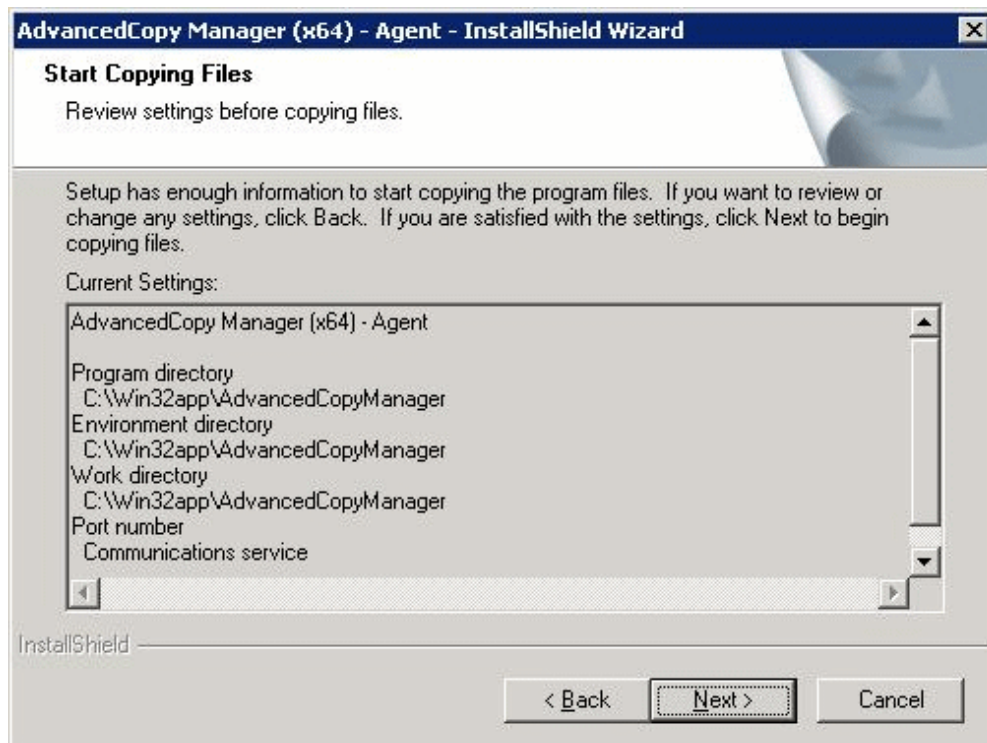 AdvancedCopy Manager (x64) - Agent - InstallShield Wizard
Start Copying Files
Review settings before copying files.
Setup has enough information to start copying the program files. If you want to review or
change any settings, click Back. If you are satisfied with the settings, click Next to begin
copying files.
Current Settings:
AdvancedCopy Manager (x64) - Agent
Program directory
C:\Win32app\AdvancedCopyManager
Environment directory
C:\Win32app\AdvancedCopyManager
Work directory
C:\Win32app\AdvancedCopyManager
Port number
Communications service
InstallShield
< Back
Next >
Cancel